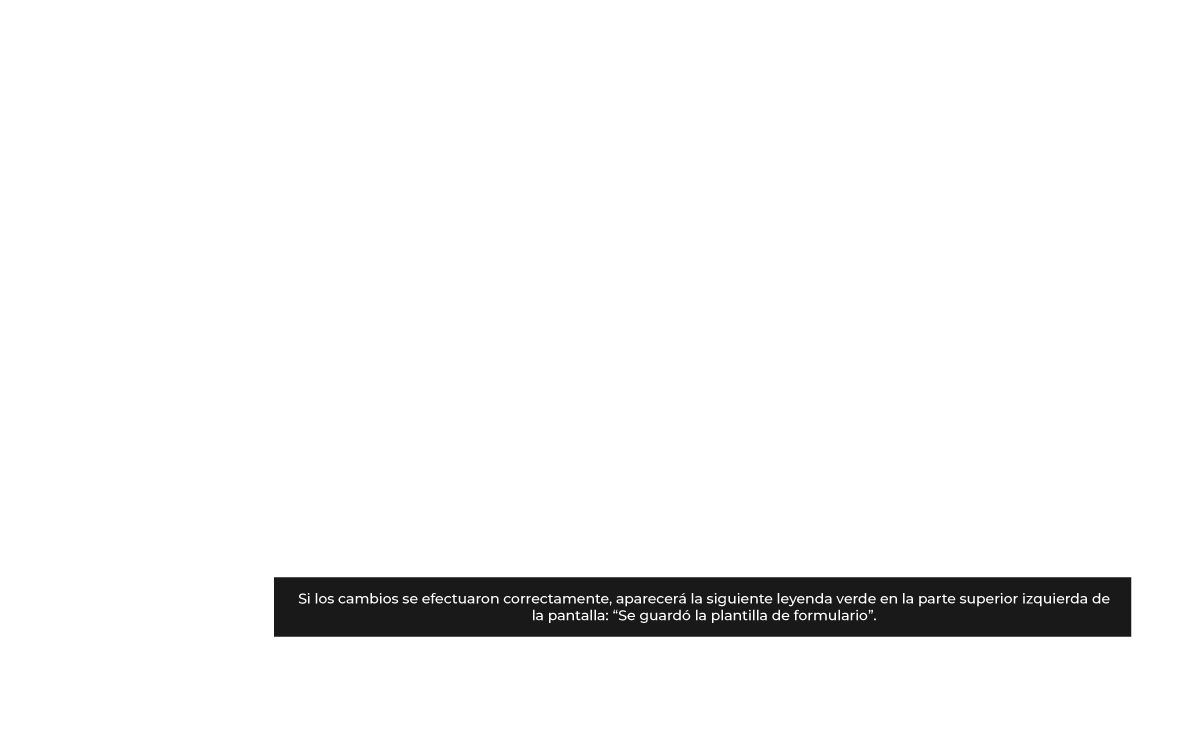 Si los cambios se efectuaron correctamente, aparecerá la siguiente leyenda verde en la parte superior izquierda de
la pantalla: “Se guardó la plantilla de formulario”.